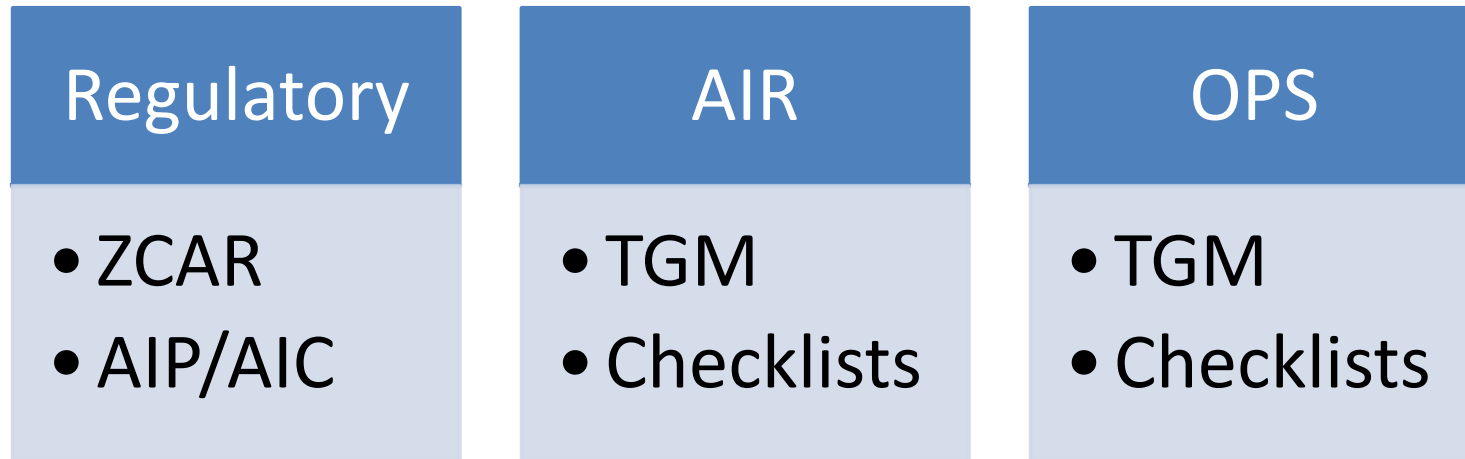 Regulatory
• ZCAR
• AIP/AIC
AIR
• TGM
• Checklists
OPS
• TGM
• Checklists